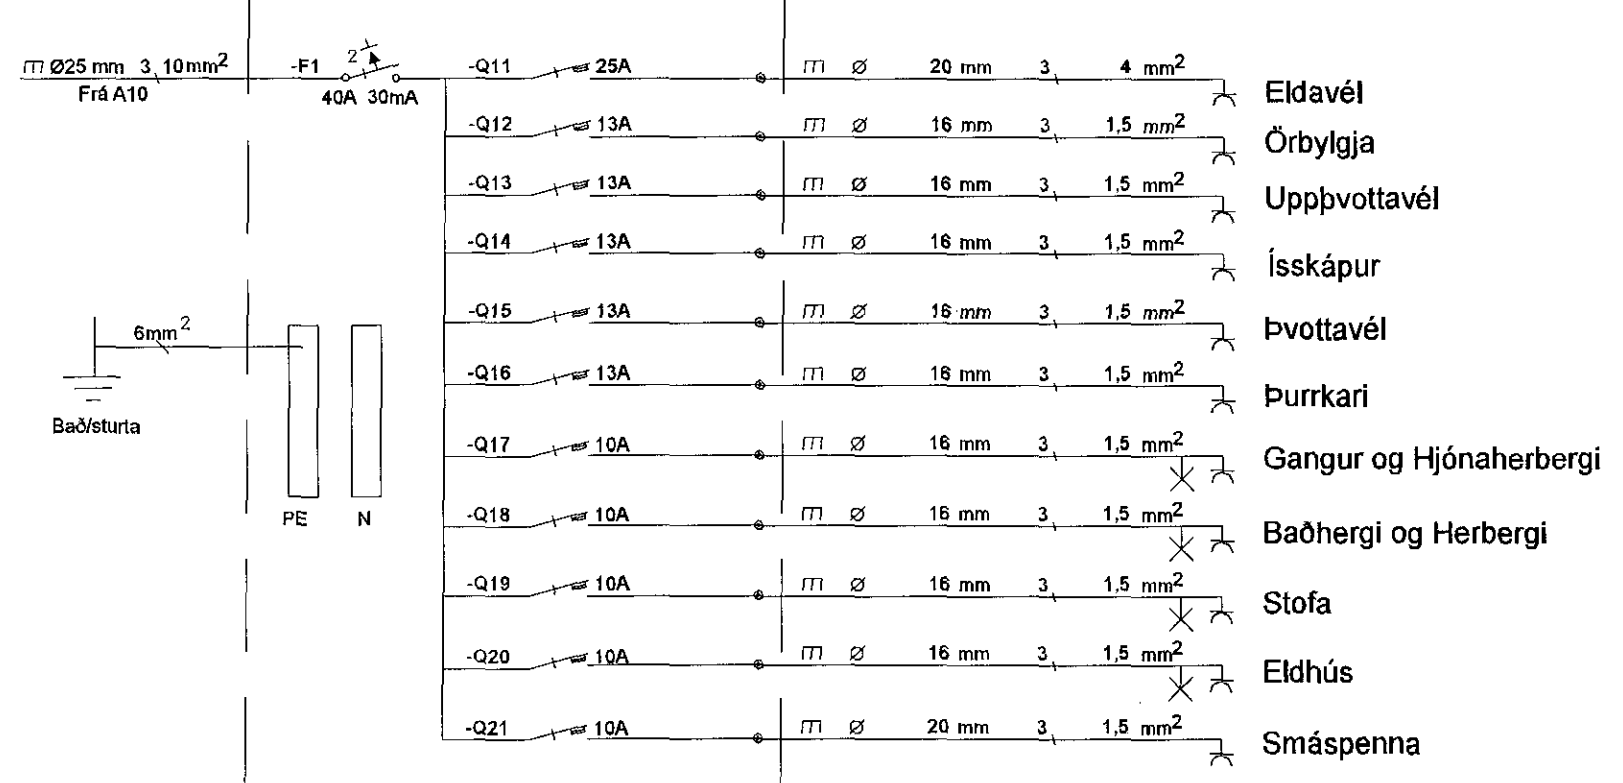 Ø25 mm 3 10mm2 -F1 2 -Q11 25A Ø 20 mm 3 4 mm2
Frá A10 40A 30mA Eldavél
-Q12 13A Ø 16 mm 3 1,5 mm2
Örbylgja
-Q13 13A Ø 16 mm 3 1,5 mm2
Uppþvottavél
-Q14 13A Ø 16 mm 3 1,5 mm2
Ísskápur
-Q15 13A Ø 16 mm 3 1,5 mm2
6mm2 Þvottavél
-Q16 13A Ø 16 mm 3 1,5 mm2
Þurrkari
Bað/sturta
-Q17 10A Ø 16 mm 3 1,5 mm2
Gangur og Hjónaherbergi
PE N
-Q18 10A Ø 16 mm 3 1,5 mm2
Baðhergi og Herbergi
-Q19 10A Ø 16 mm 3 1,5 mm2
Stofa
-Q20 10A Ø 16 mm 3 1,5 mm2
Eldhús
-Q21 10A Ø 20 mm 3 1,5 mm2
Smáspenna